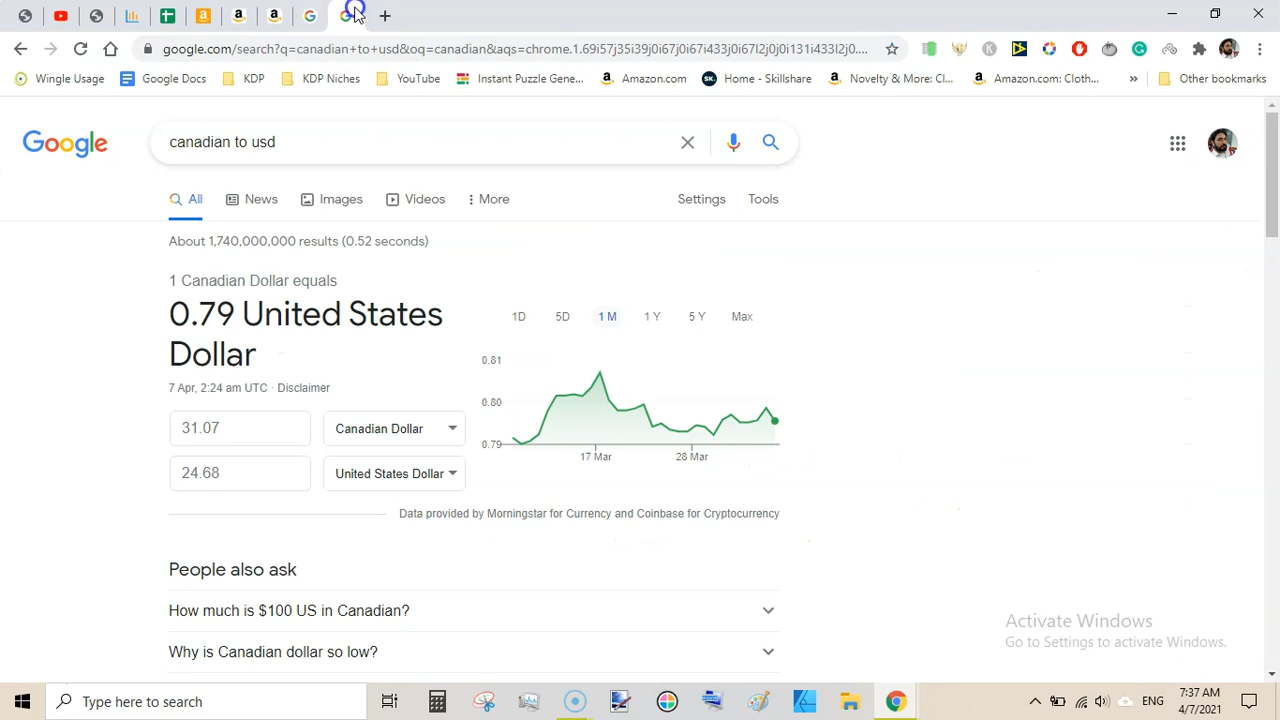 google.com/search?q=canadian+to+usd&oq=canadian&aqs=chrome.1.69i57j35i39j0i67j0i67i433j0i67l2j0j0i131i433l2j0....
Wingle Usage
Google Docs
KDP
KDP Niches
YouTube
Instant Puzzle Gene...
Amazon.com
SK.
Home - Skillshare
Novelty & More: Cl...
Amazon.com: Cloth...
»
Other bookmarks
Google
canadian to usd
All
News
Images
Videos
More
Settings
Tools
About 1,740,000,000 results (0.52 seconds)
1 Canadian Dollar equals
0.79 United States
Dollar
7 Apr, 2:24 am UTC · Disclaimer
31.07
Canadian Dollar
24.68
United States Dollar
1D
5D
1 M
1 Y
5 Y
Max
0.81
0.80
0.79
17 Mar
28 Mar
Data provided by Morningstar for Currency and Coinbase for Cryptocurrency
People also ask
How much is $100 US in Canadian?
Why is Canadian dollar so low?
Activate Windows
Go to Settings to activate Windows.
Type here to search
ENG
7:37 AM
4/7/2021